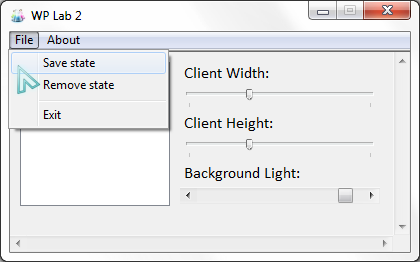 WP Lab 2
File About
Save state
Remove state
Exit
Client Width:
Client Height:
Background Light: